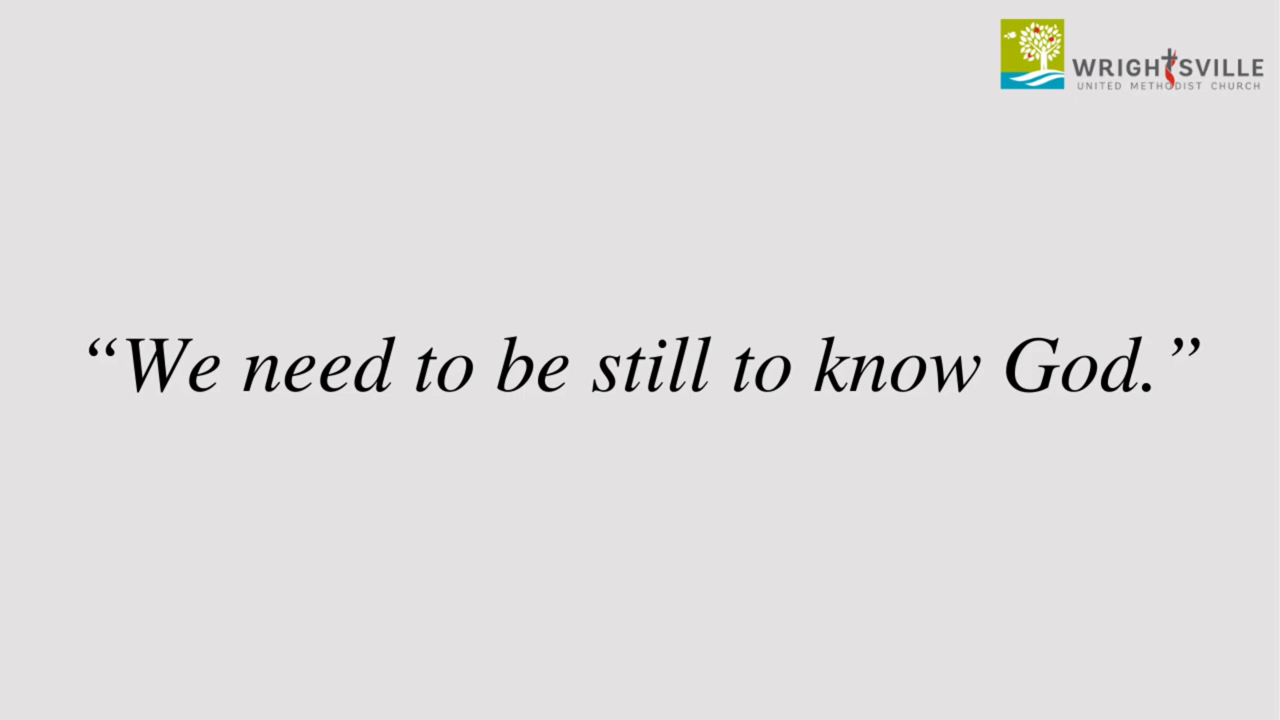 WRIGHTSVILLE
UNITED METHODIST CHURCH
“We need to be still to know God.”